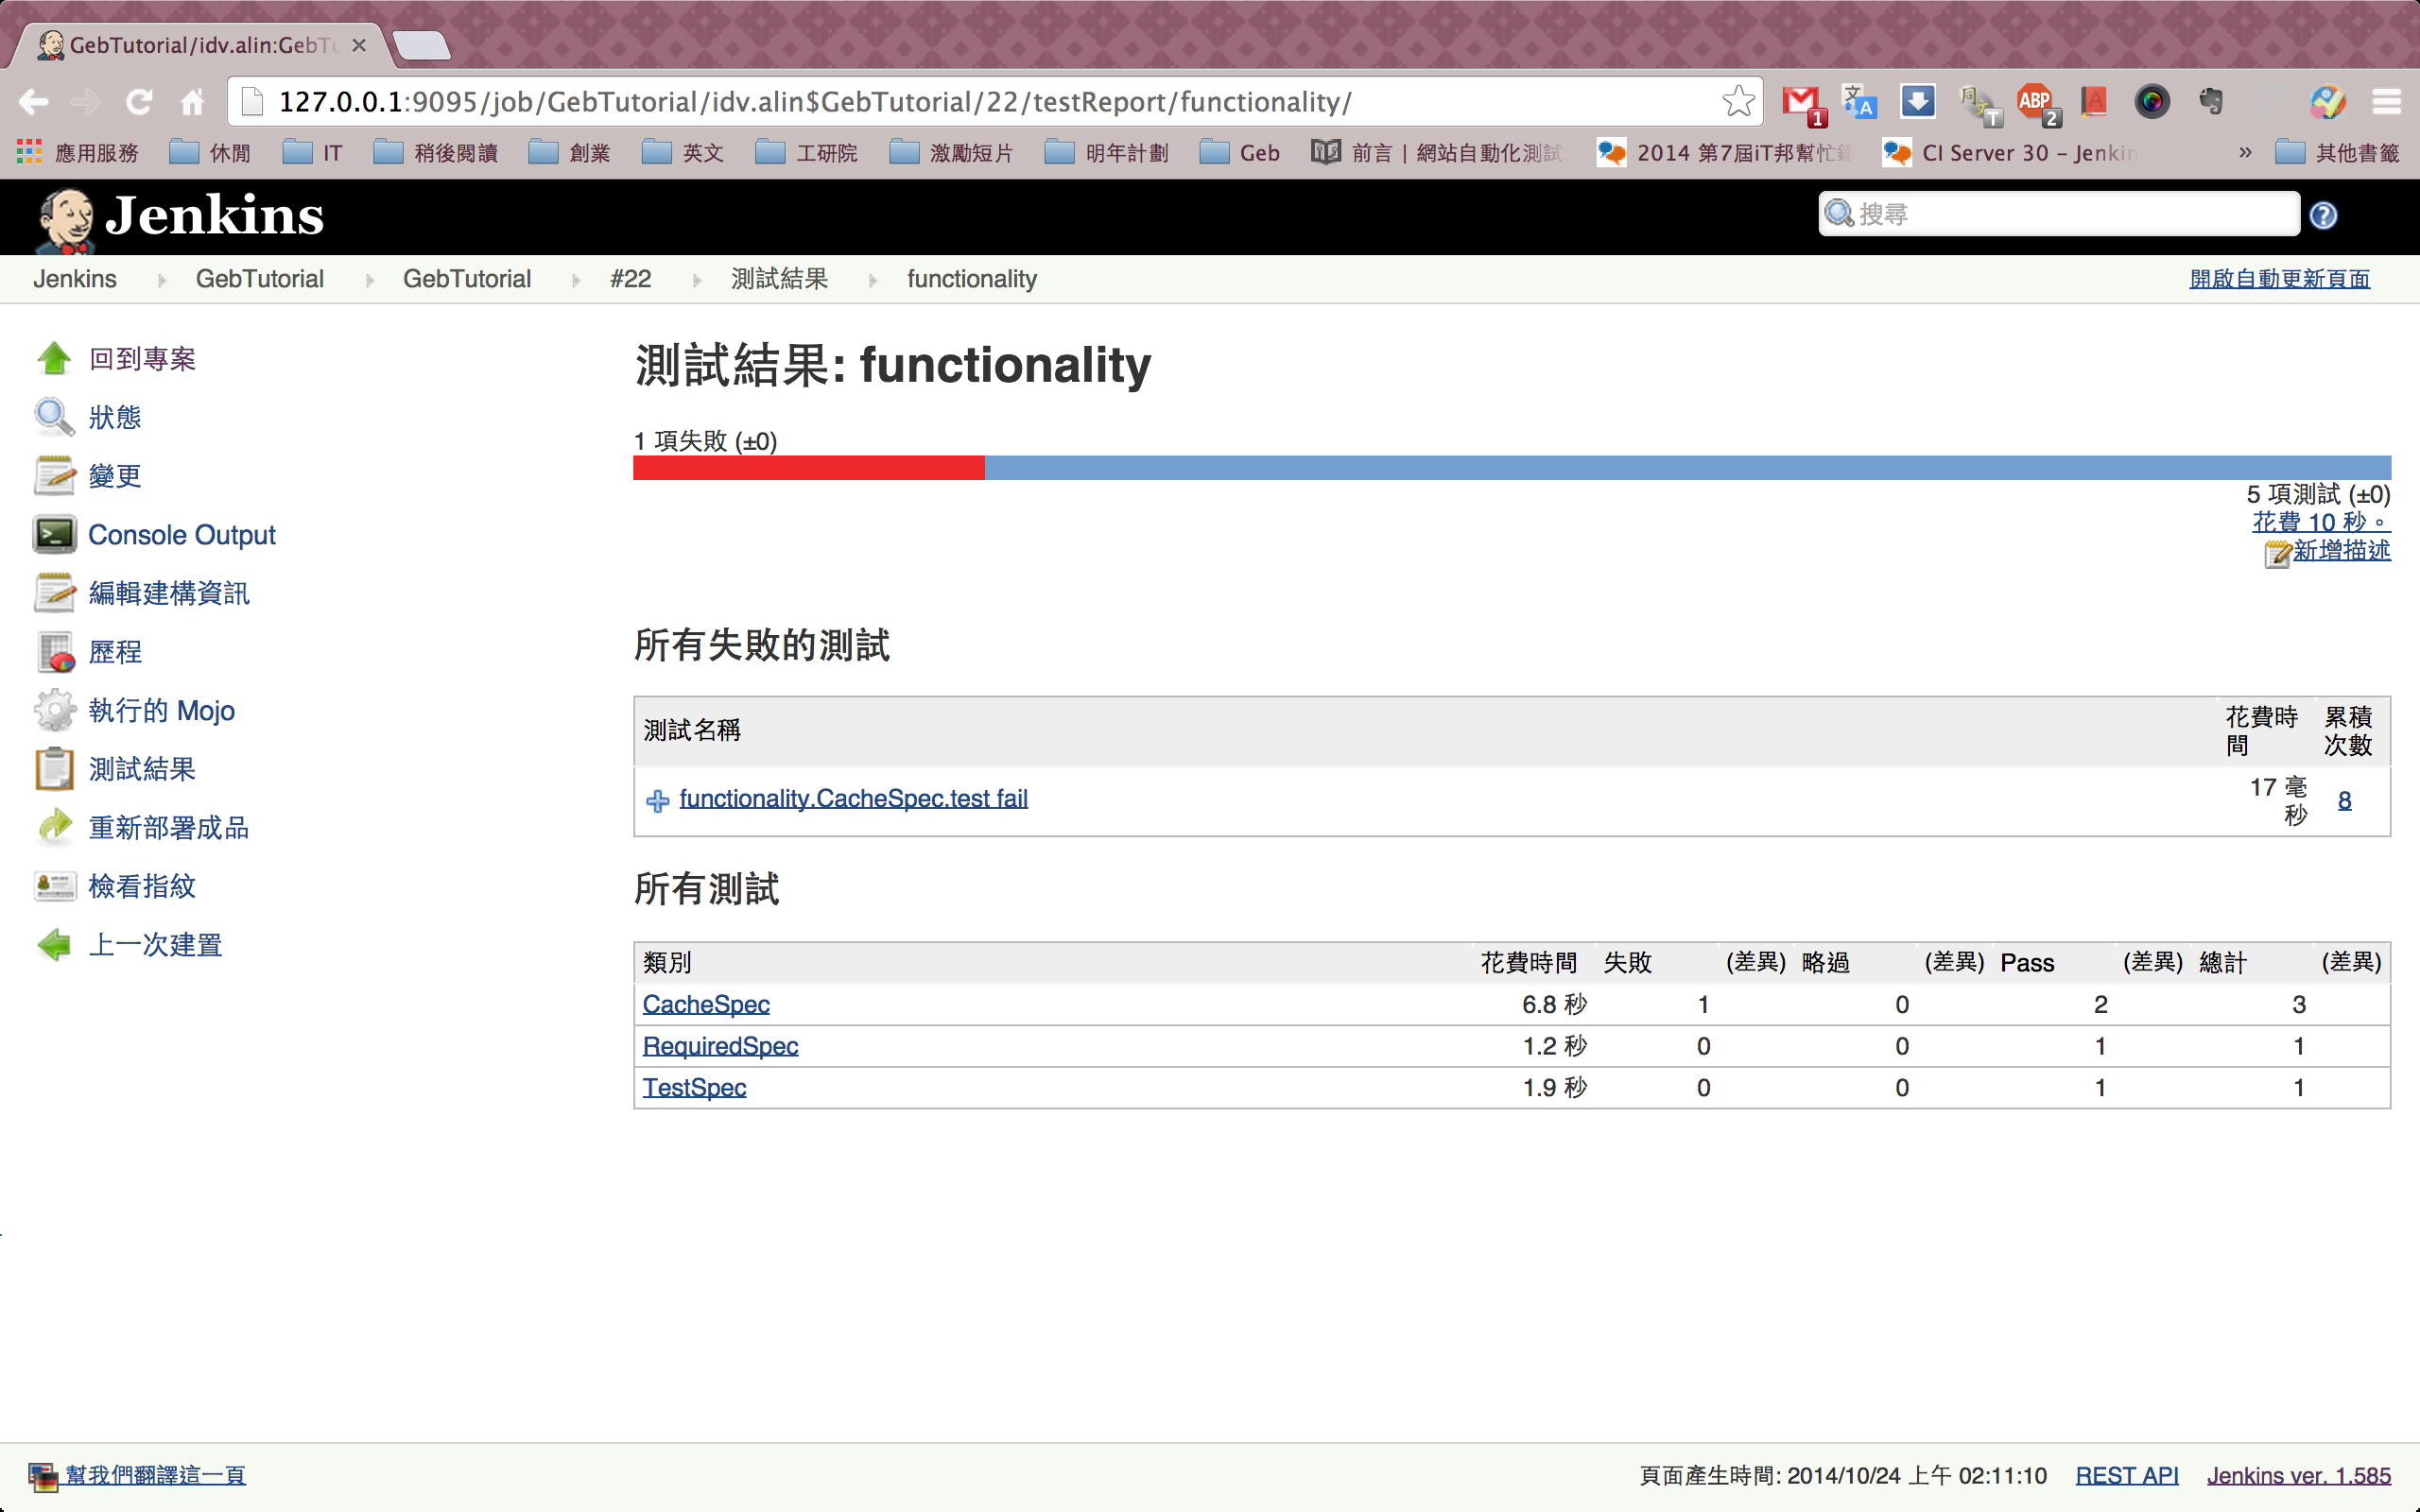 GebTutorial/idv.alin:GebTu
127.0.0.1:9095/job/GebTutorial/idv.alin$GebTutorial/22/testReport/functionality/
1
T
ABP
2
應用服務 休閒 IT 稍後閱讀 創業 英文 工研院 激勵短片 明年計劃 Geb 前言 | 網站自動化測試 2014 第7屆iT邦幫忙鐵 CI Server 30 – Jenkin » 其他書籤
Jenkins
搜尋
Jenkins GebTutorial GebTutorial #22 測試結果 functionality 開啟自動更新頁面
回到專案
狀態
變更
Console Output
編輯建構資訊
歷程
執行的 Mojo
測試結果
重新部署成品
檢看指紋
上一次建置
測試結果: functionality
1 項失敗 (±0)
5 項測試 (±0)
花費 10 秒。
新增描述
所有失敗的測試
測試名稱 花費時間 累積次數
functionality.CacheSpec.test fail 17 毫秒 8
所有測試
類別 花費時間 失敗 (差異) 略過 (差異) Pass (差異) 總計 (差異)
CacheSpec 6.8 秒 1 0 2 3
RequiredSpec 1.2 秒 0 0 1 1
TestSpec 1.9 秒 0 0 1 1
幫我們翻譯這一頁 頁面產生時間: 2014/10/24 上午 02:11:10 REST API Jenkins ver. 1.585